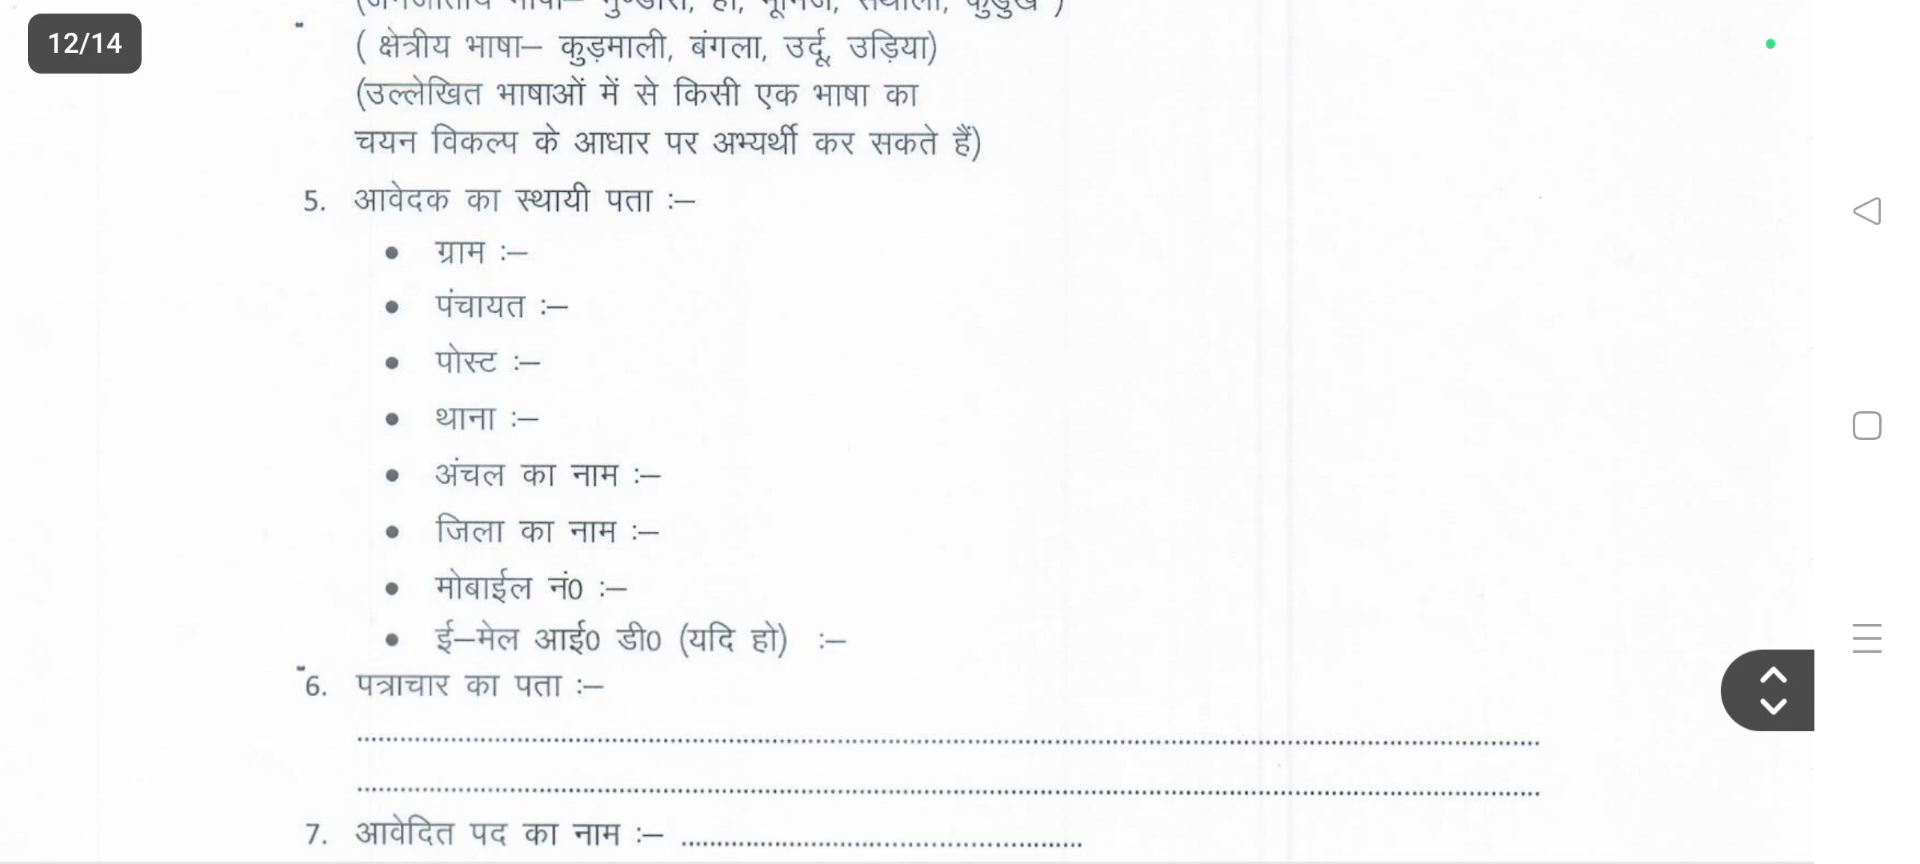 12/14
(जनजातीय भाषा– मुण्डारी, हो, भूमिज, संथाली, कुडुख )
( क्षेत्रीय भाषा– कुड़माली, बंगला, उर्दू, उड़िया)
(उल्लेखित भाषाओं में से किसी एक भाषा का
चयन विकल्प के आधार पर अभ्यर्थी कर सकते हैं)
5. आवेदक का स्थायी पता :–
• ग्राम :–
• पंचायत :–
• पोस्ट :–
• थाना :–
• अंचल का नाम :–
• जिला का नाम :–
• मोबाईल नं0 :–
• ई–मेल आई0 डी0 (यदि हो) :–
6. पत्राचार का पता :–
7. आवेदित पद का नाम :– ........................................................